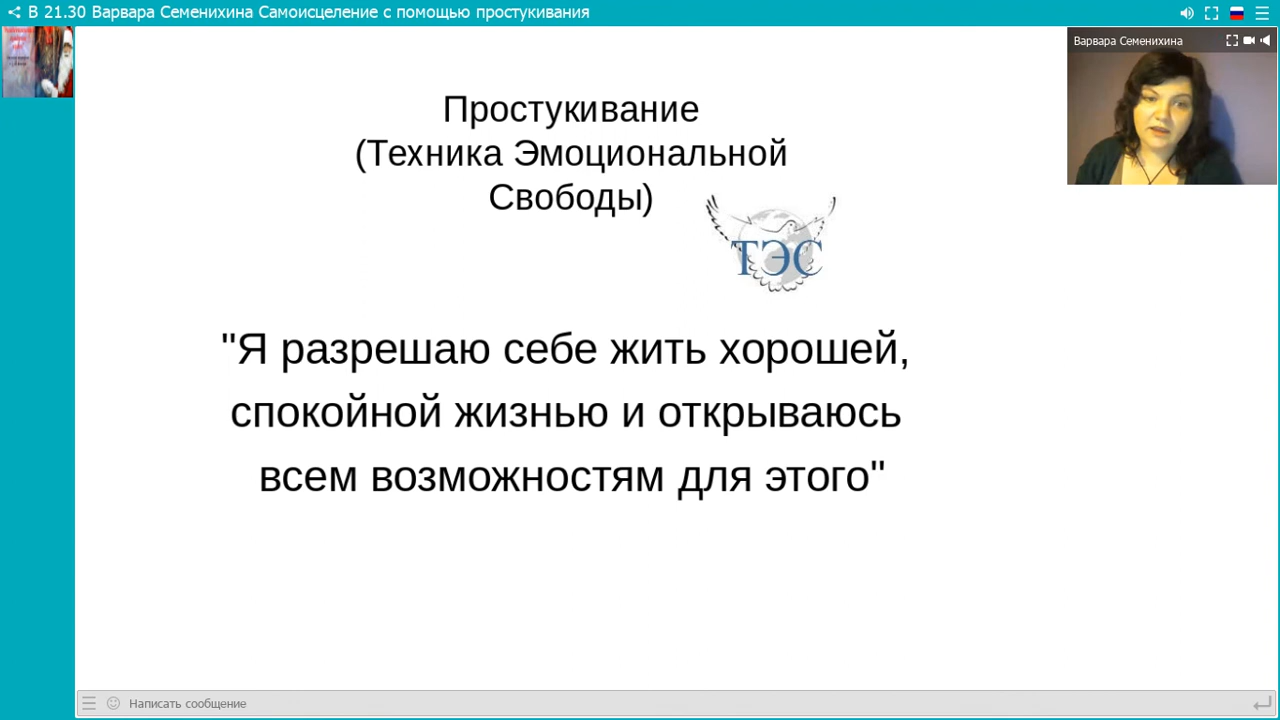 В 21.30 Варвара Семенихина Самоисцеление с помощью простукивания
Варвара Семенихина
Простукивание
(Техника Эмоциональной
Свободы)
ТЭС
"Я разрешаю себе жить хорошей,
спокойной жизнью и открываюсь
всем возможностям для этого"
Написать сообщение